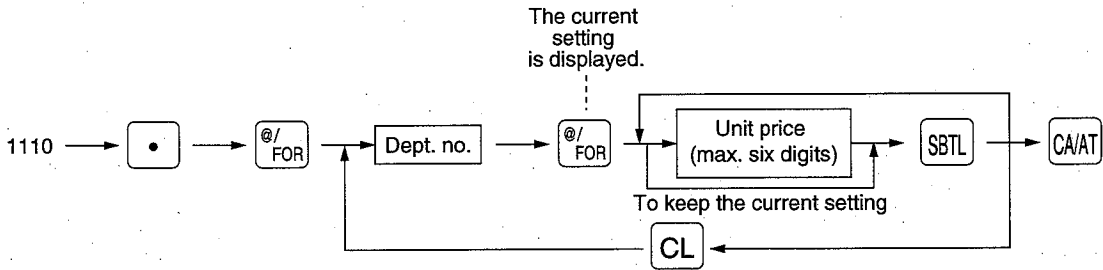 The current
setting
is displayed.
1110
•
@/
FOR
Dept. no.
@/
FOR
Unit price
(max. six digits)
SBTL
CA/AT
To keep the current setting
CL